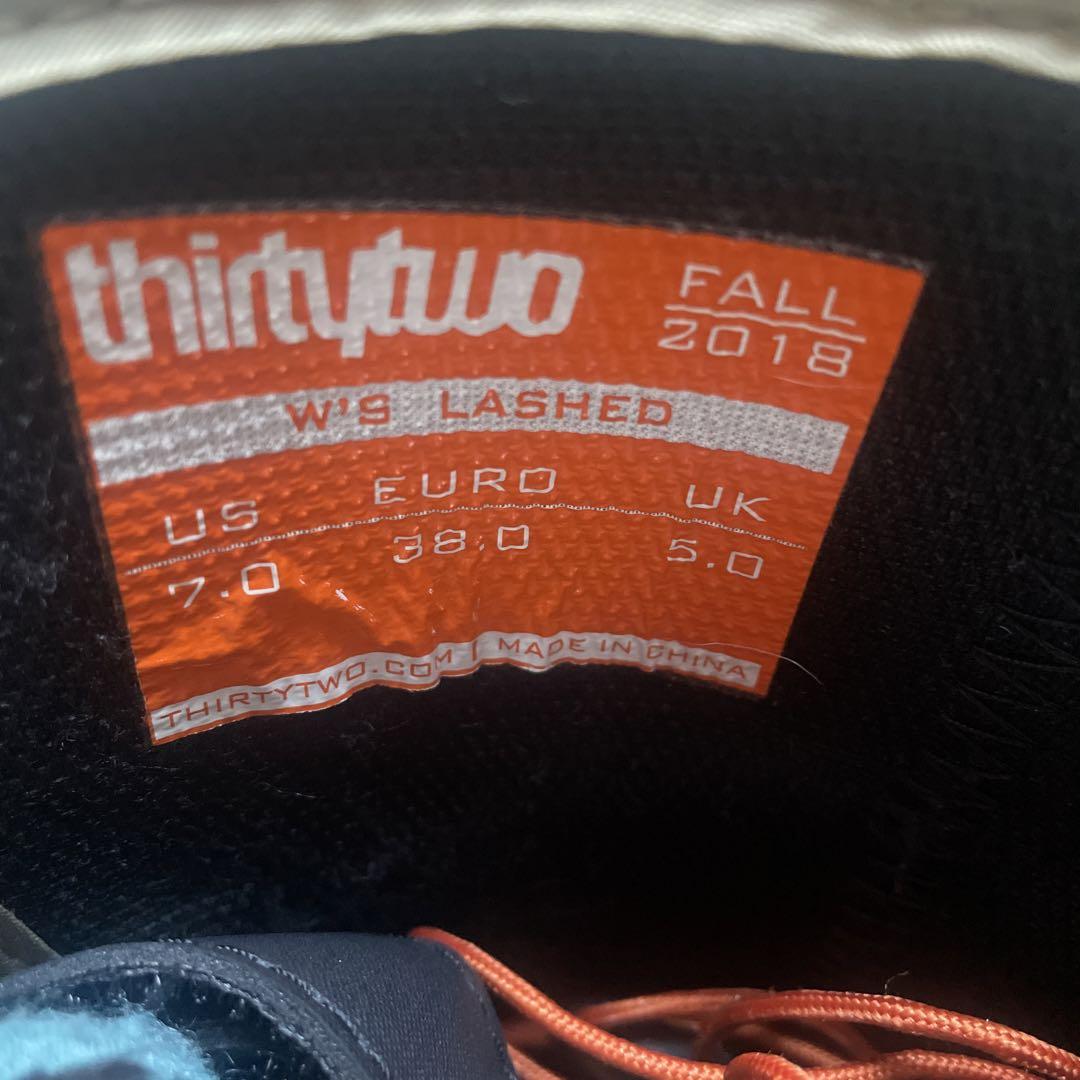 thirtytwo
FALL
2018
W'S LASHED
US EURO UK
7.0 38.0 5.0
THIRTYTWO.COM | MADE IN CHINA